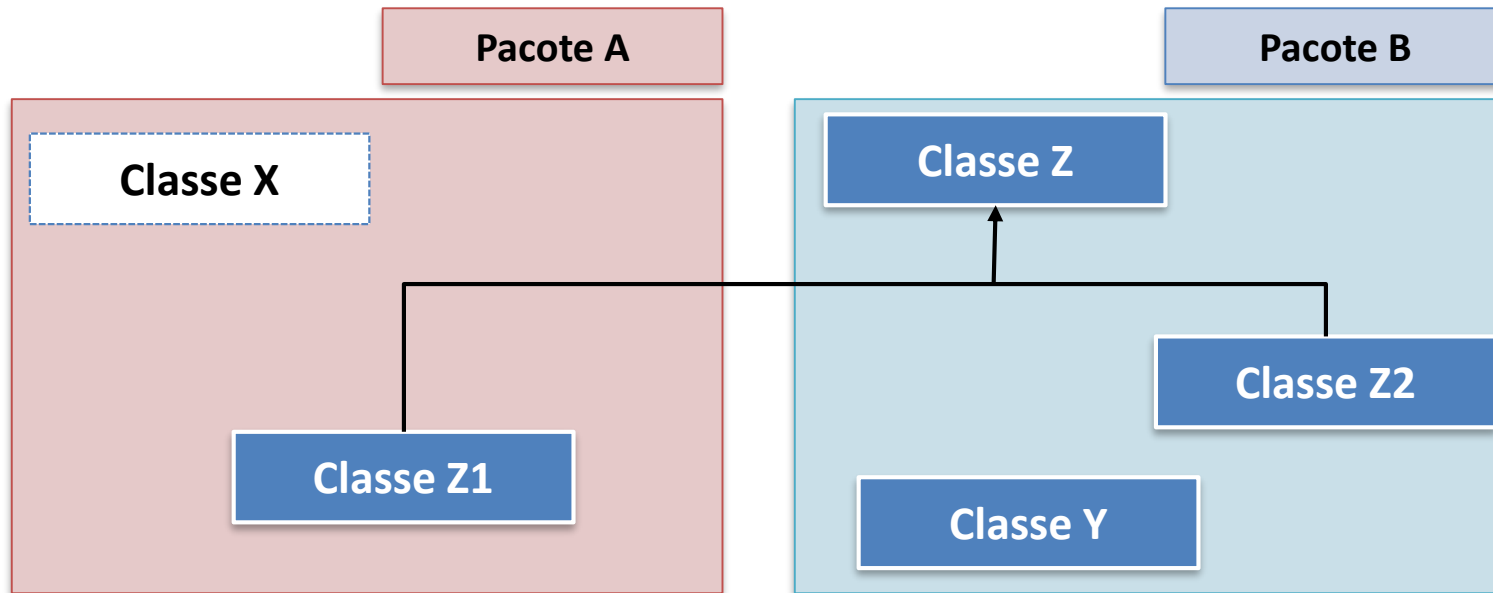 Pacote A
Pacote B
Classe X
Classe Z
Classe Z2
Classe Z1
Classe Y